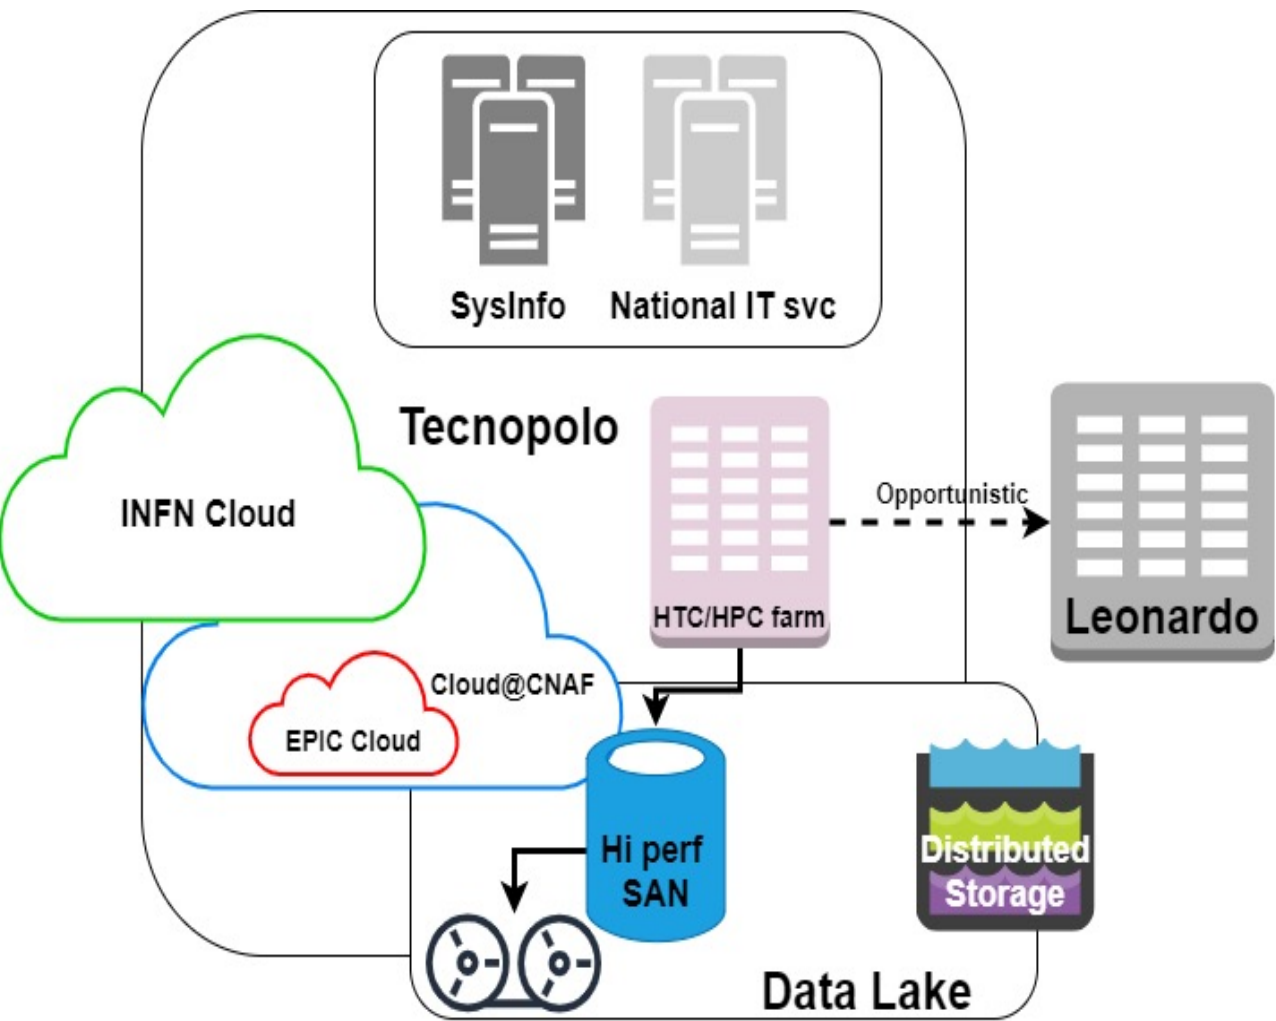 SysInfo
National IT svc
Tecnopolo
INFN Cloud
Opportunistic
HTC/HPC farm
Leonardo
Cloud@CNAF
EPIC Cloud
Hi perf
SAN
Distributed
Storage
Data Lake